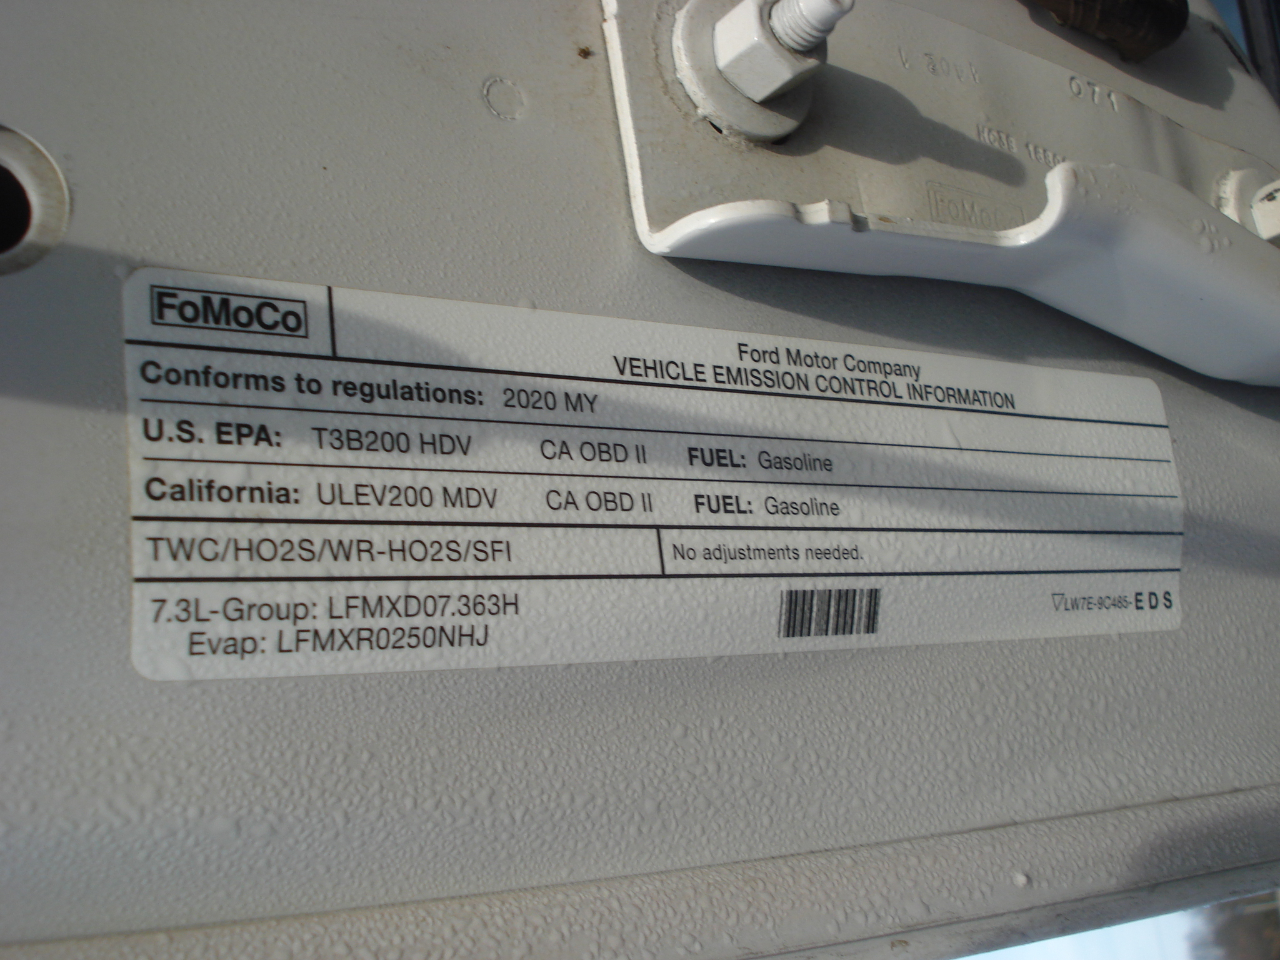 071
FoMoCo
FoMoCo
Ford Motor Company
VEHICLE EMISSION CONTROL INFORMATION
Conforms to regulations: 2020 MY
U.S. EPA: T3B200 HDV CA OBD II FUEL: Gasoline
California: ULEV200 MDV CA OBD II FUEL: Gasoline
TWC/HO2S/WR-HO2S/SFI No adjustments needed.
7.3L-Group: LFMXD07.363H
Evap: LFMXR0250NHJ
LW7E-9C485-EDS